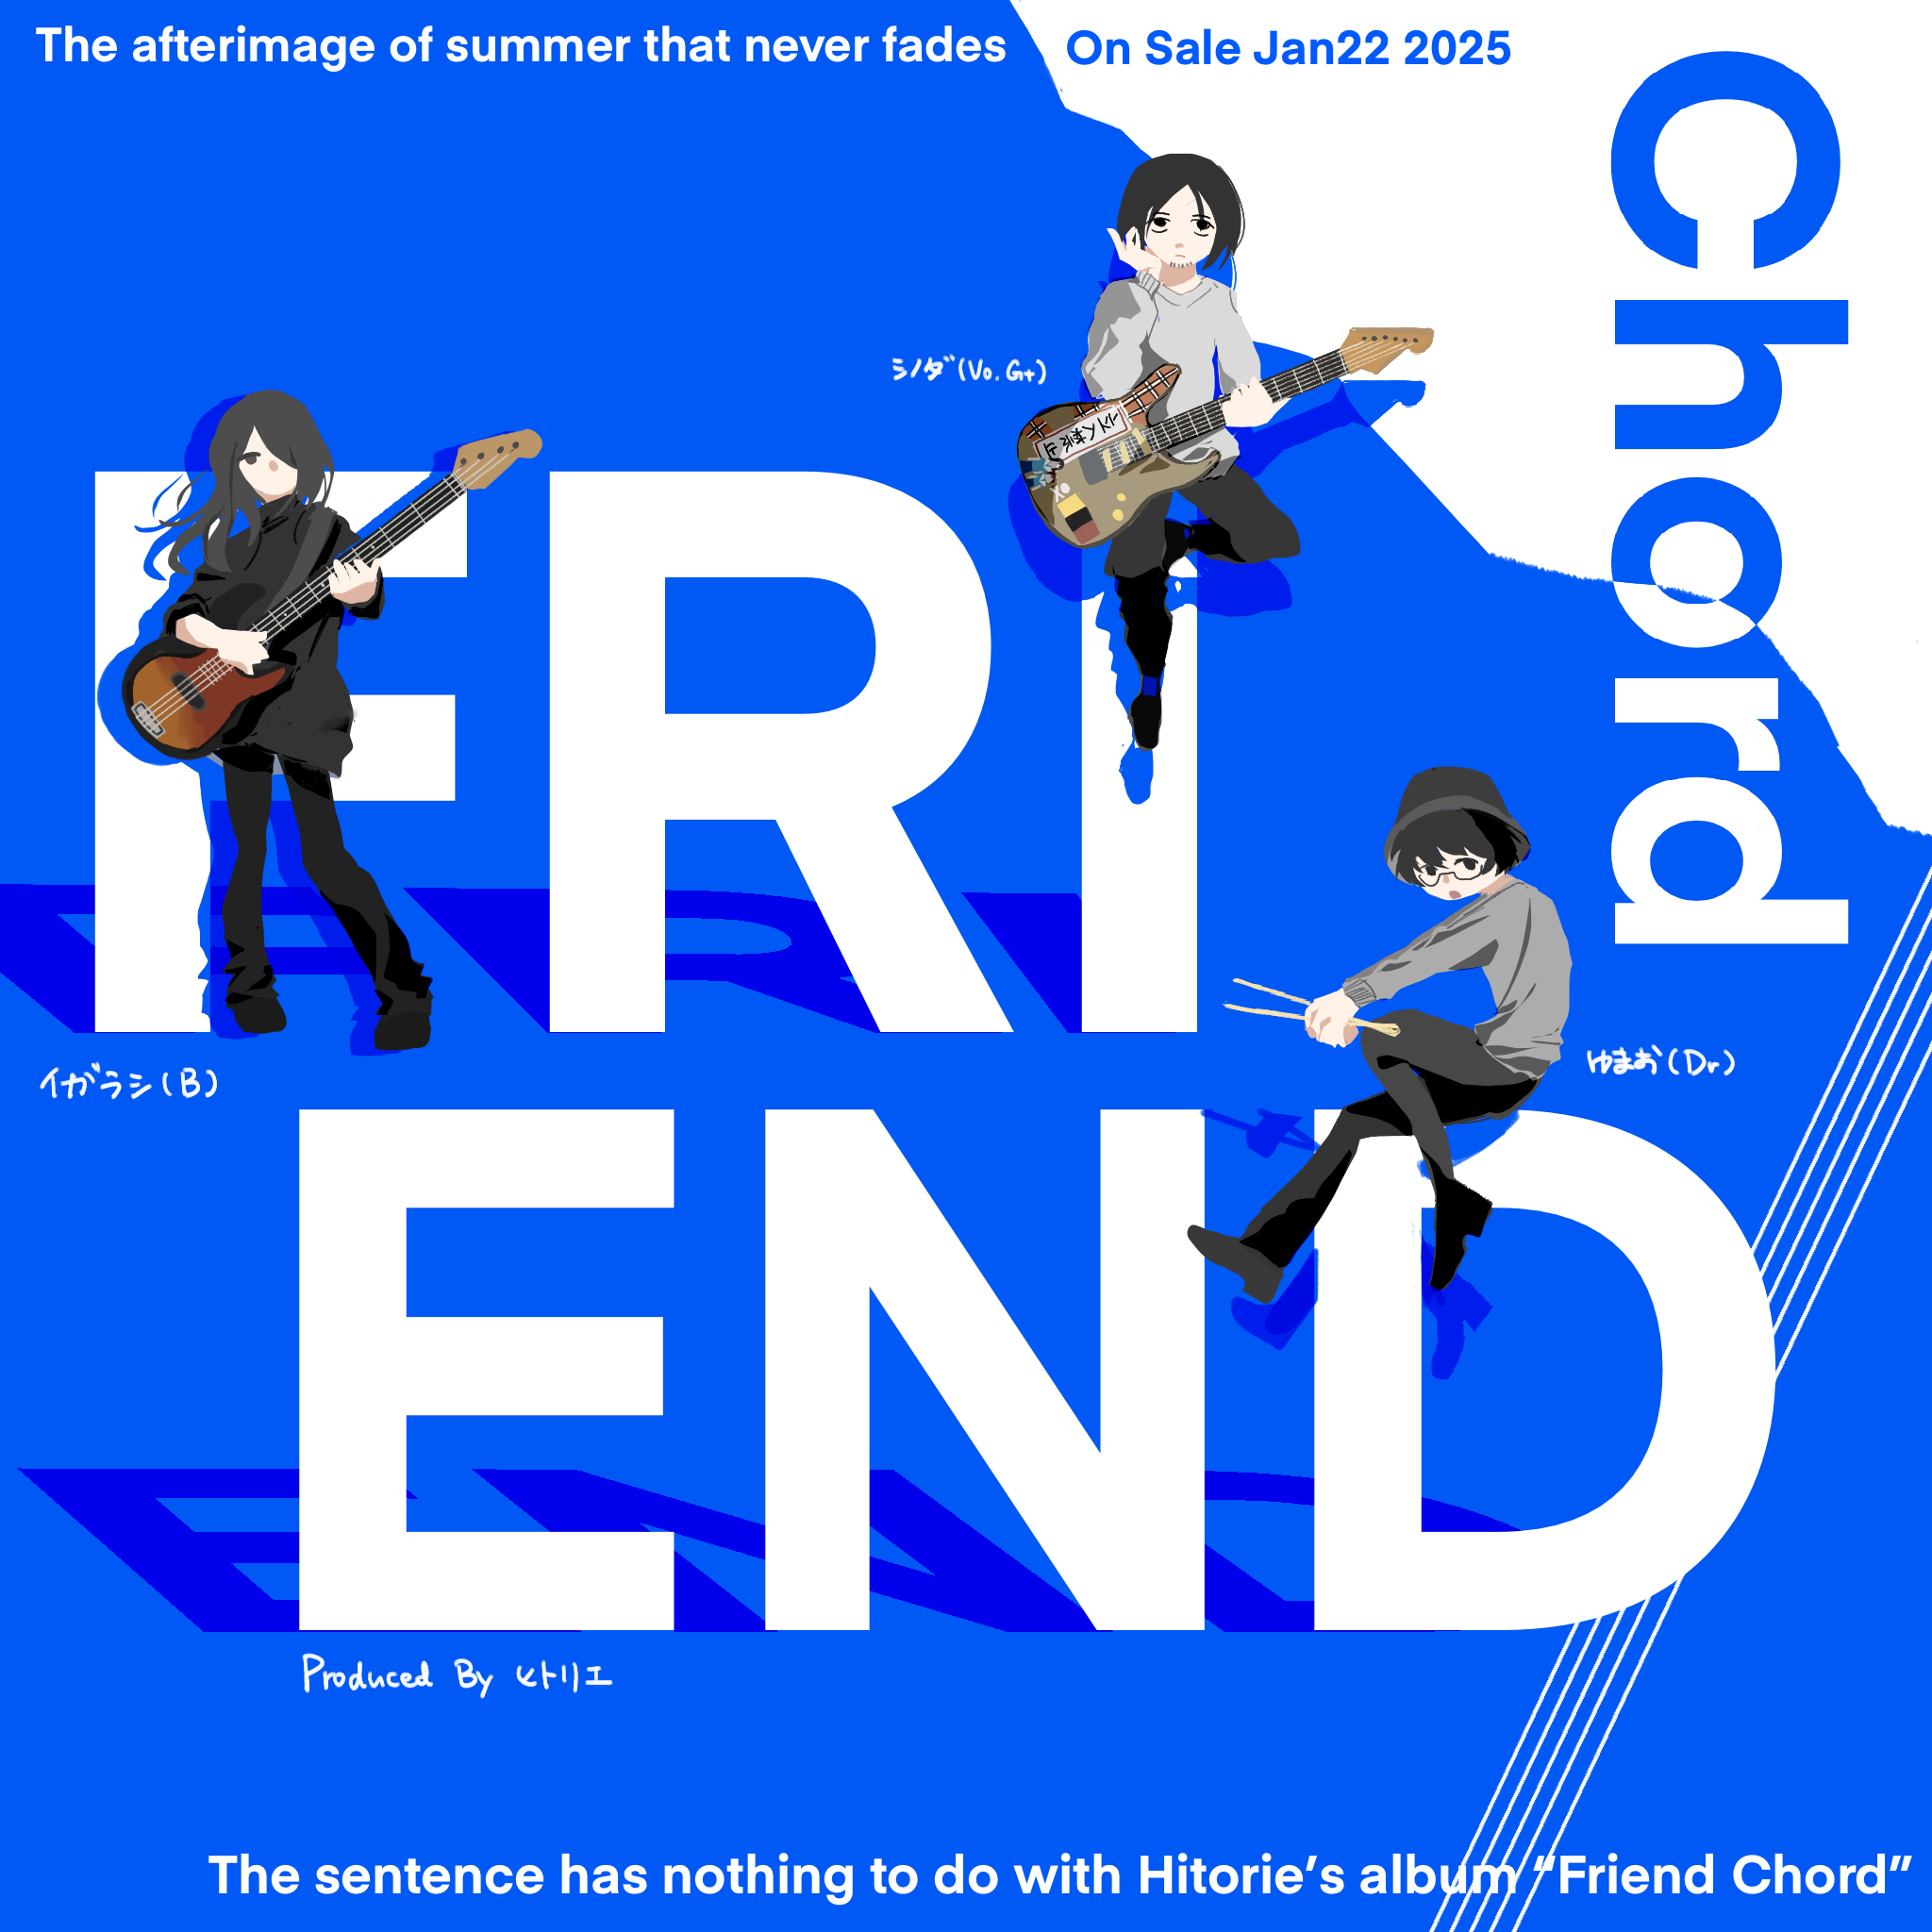 The afterimage of summer that never fades
On Sale Jan22 2025
Chord
シノダ(Vo. Gt)
FRI
イガラシ(B)
ゆまお(Dr)
END
Produced By ヒトリエ
The sentence has nothing to do with Hitorie’s album “Friend Chord”